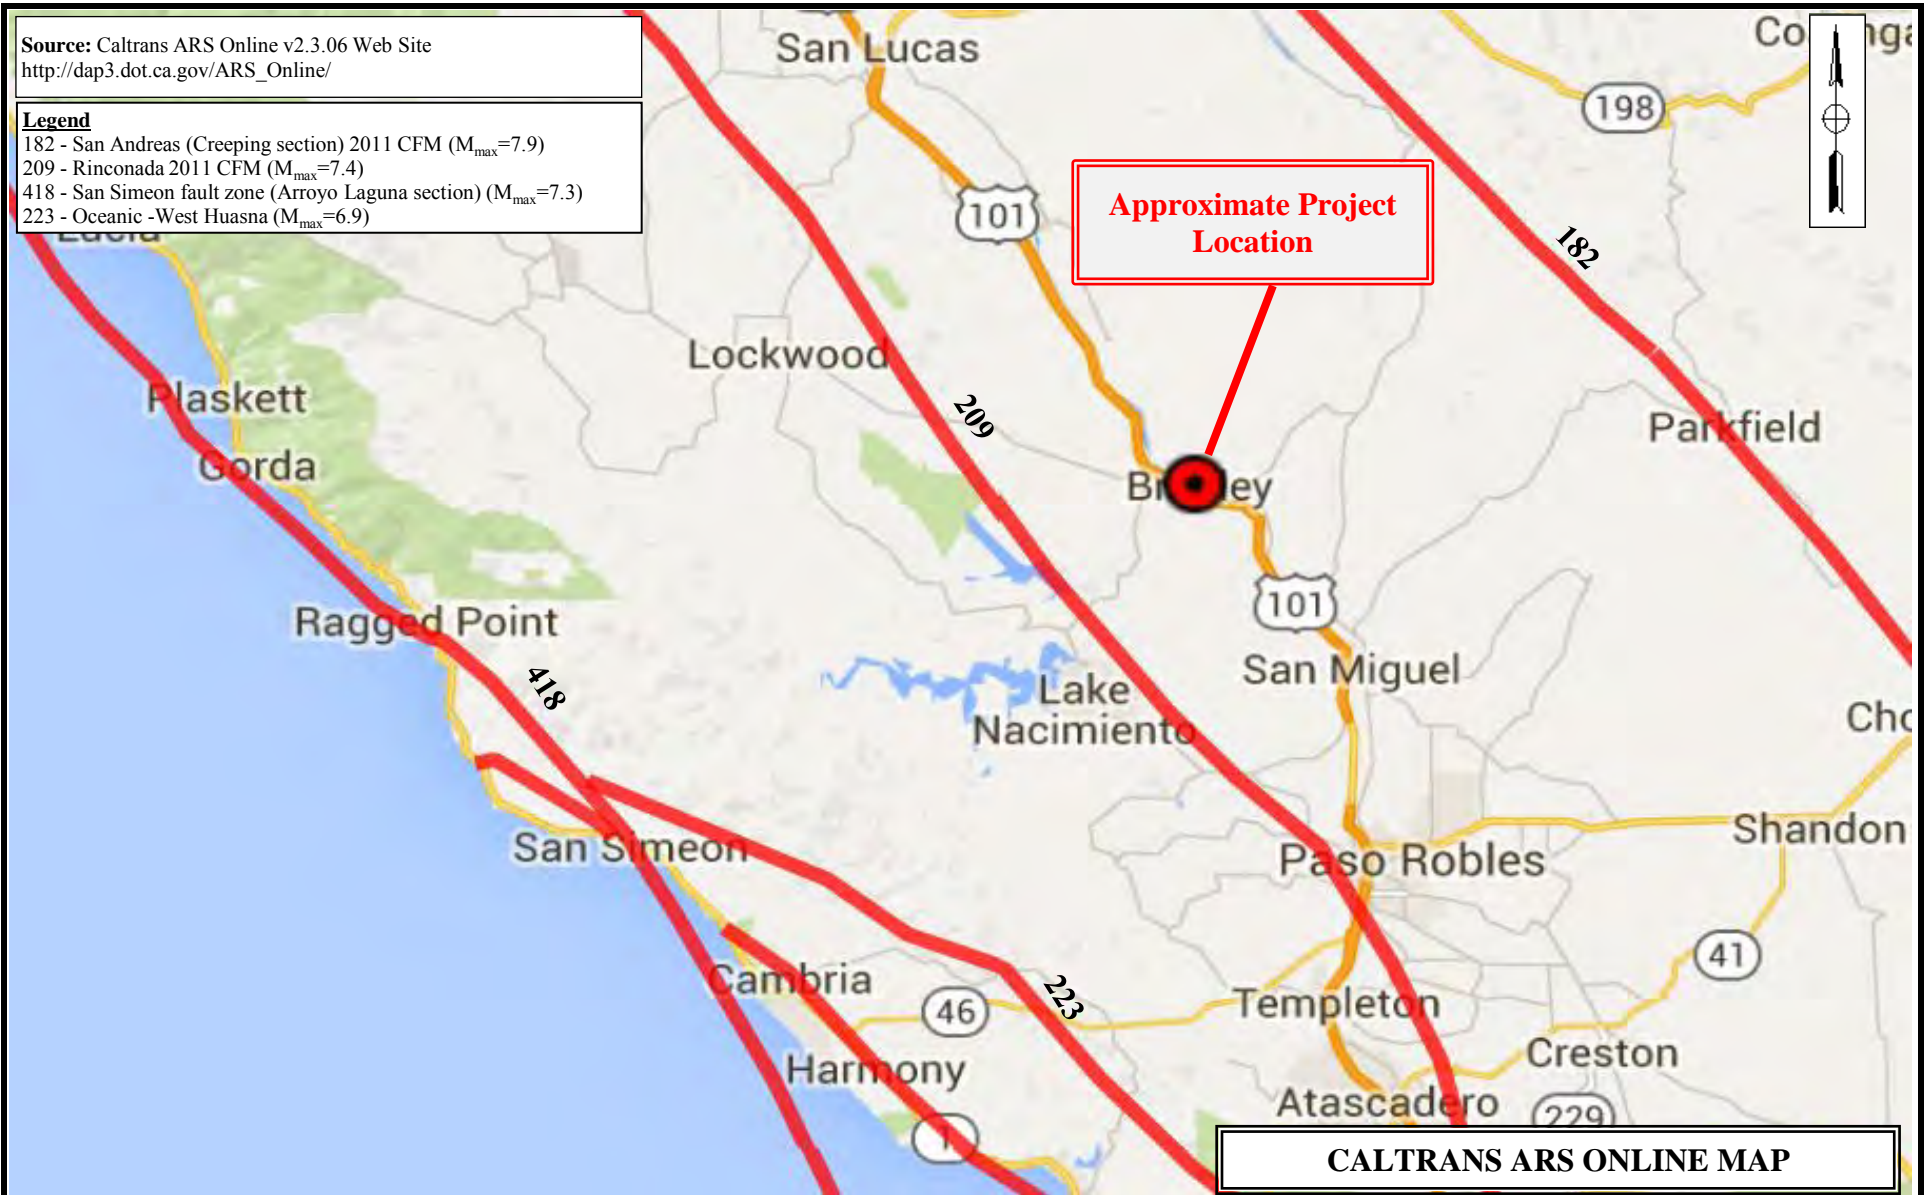 Source: Caltrans ARS Online v2.3.06 Web Site
http://dap3.dot.ca.gov/ARS_Online/
Legend
182 - San Andreas (Creeping section) 2011 CFM (Mmax=7.9)
209 - Rinconada 2011 CFM (Mmax=7.4)
418 - San Simeon fault zone (Arroyo Laguna section) (Mmax=7.3)
223 - Oceanic -West Huasna (Mmax=6.9)
San Lucas
198
101
Approximate Project
Location
182
Lockwood
209
Plaskett
Parkfield
Gorda
101
Ragged Point
418
San Miguel
Lake
Nacimiento
San Simeon
Shandon
Paso Robles
41
Cambria
223
46
Templeton
Harmony
Creston
Atascadero
229
1
CALTRANS ARS ONLINE MAP